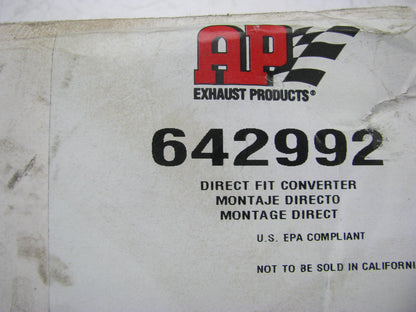 AP
EXHAUST PRODUCTS®
642992
DIRECT FIT CONVERTER
MONTAJE DIRECTO
MONTAGE DIRECT
U.S. EPA COMPLIANT
NOT TO BE SOLD IN CALIFORNI